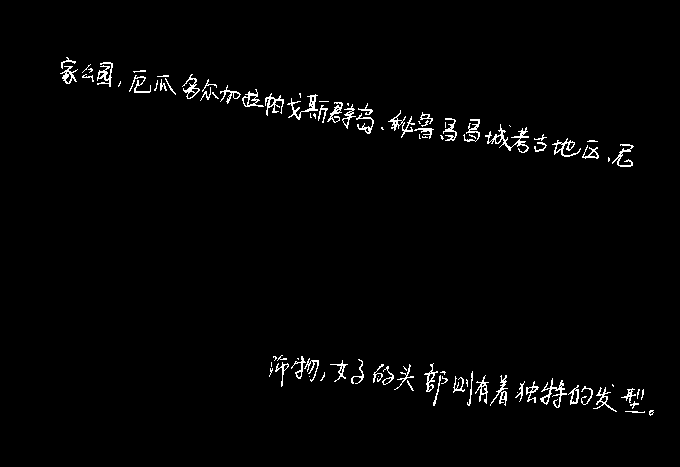 家公园,厄瓜多尔加拉帕戈斯群岛、秘鲁昌昌城考古地区、尼
饰物,女子的头部则有着独特的发型。